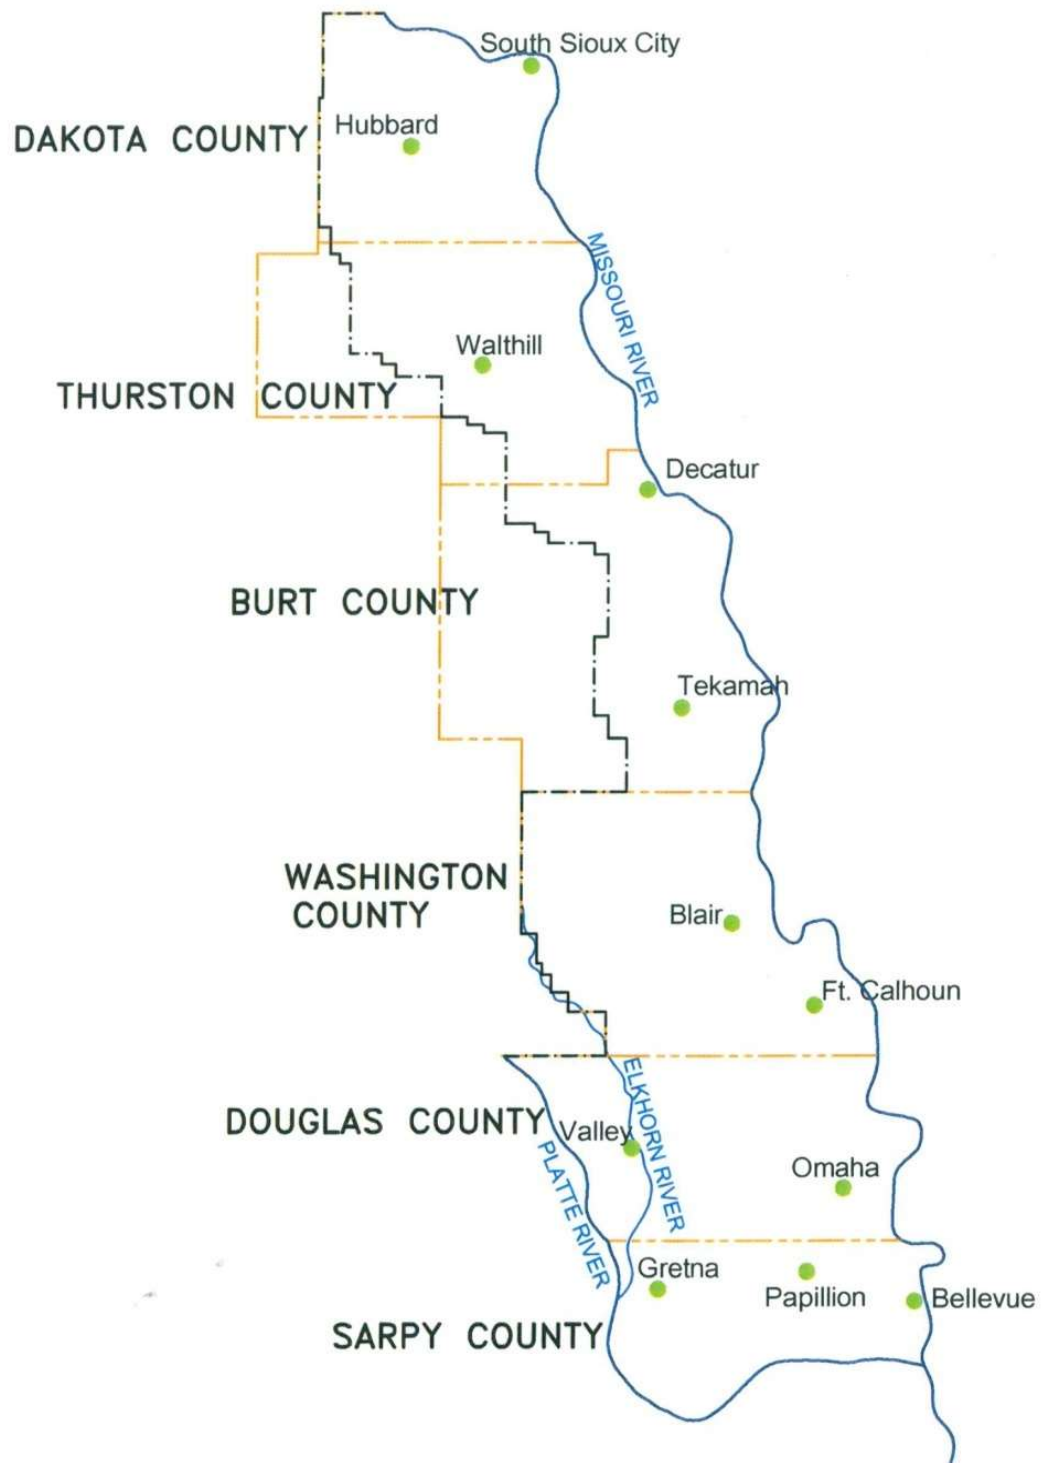 South Sioux City
Hubbard
DAKOTA COUNTY
MISSOURI RIVER
Walthill
THURSTON COUNTY
Decatur
BURT COUNTY
Tekamah
WASHINGTON
COUNTY
Blair
Ft. Calhoun
ELKHORN RIVER
DOUGLAS COUNTY
Valley
PLATTE RIVER
Omaha
Gretna
Papillion
Bellevue
SARPY COUNTY